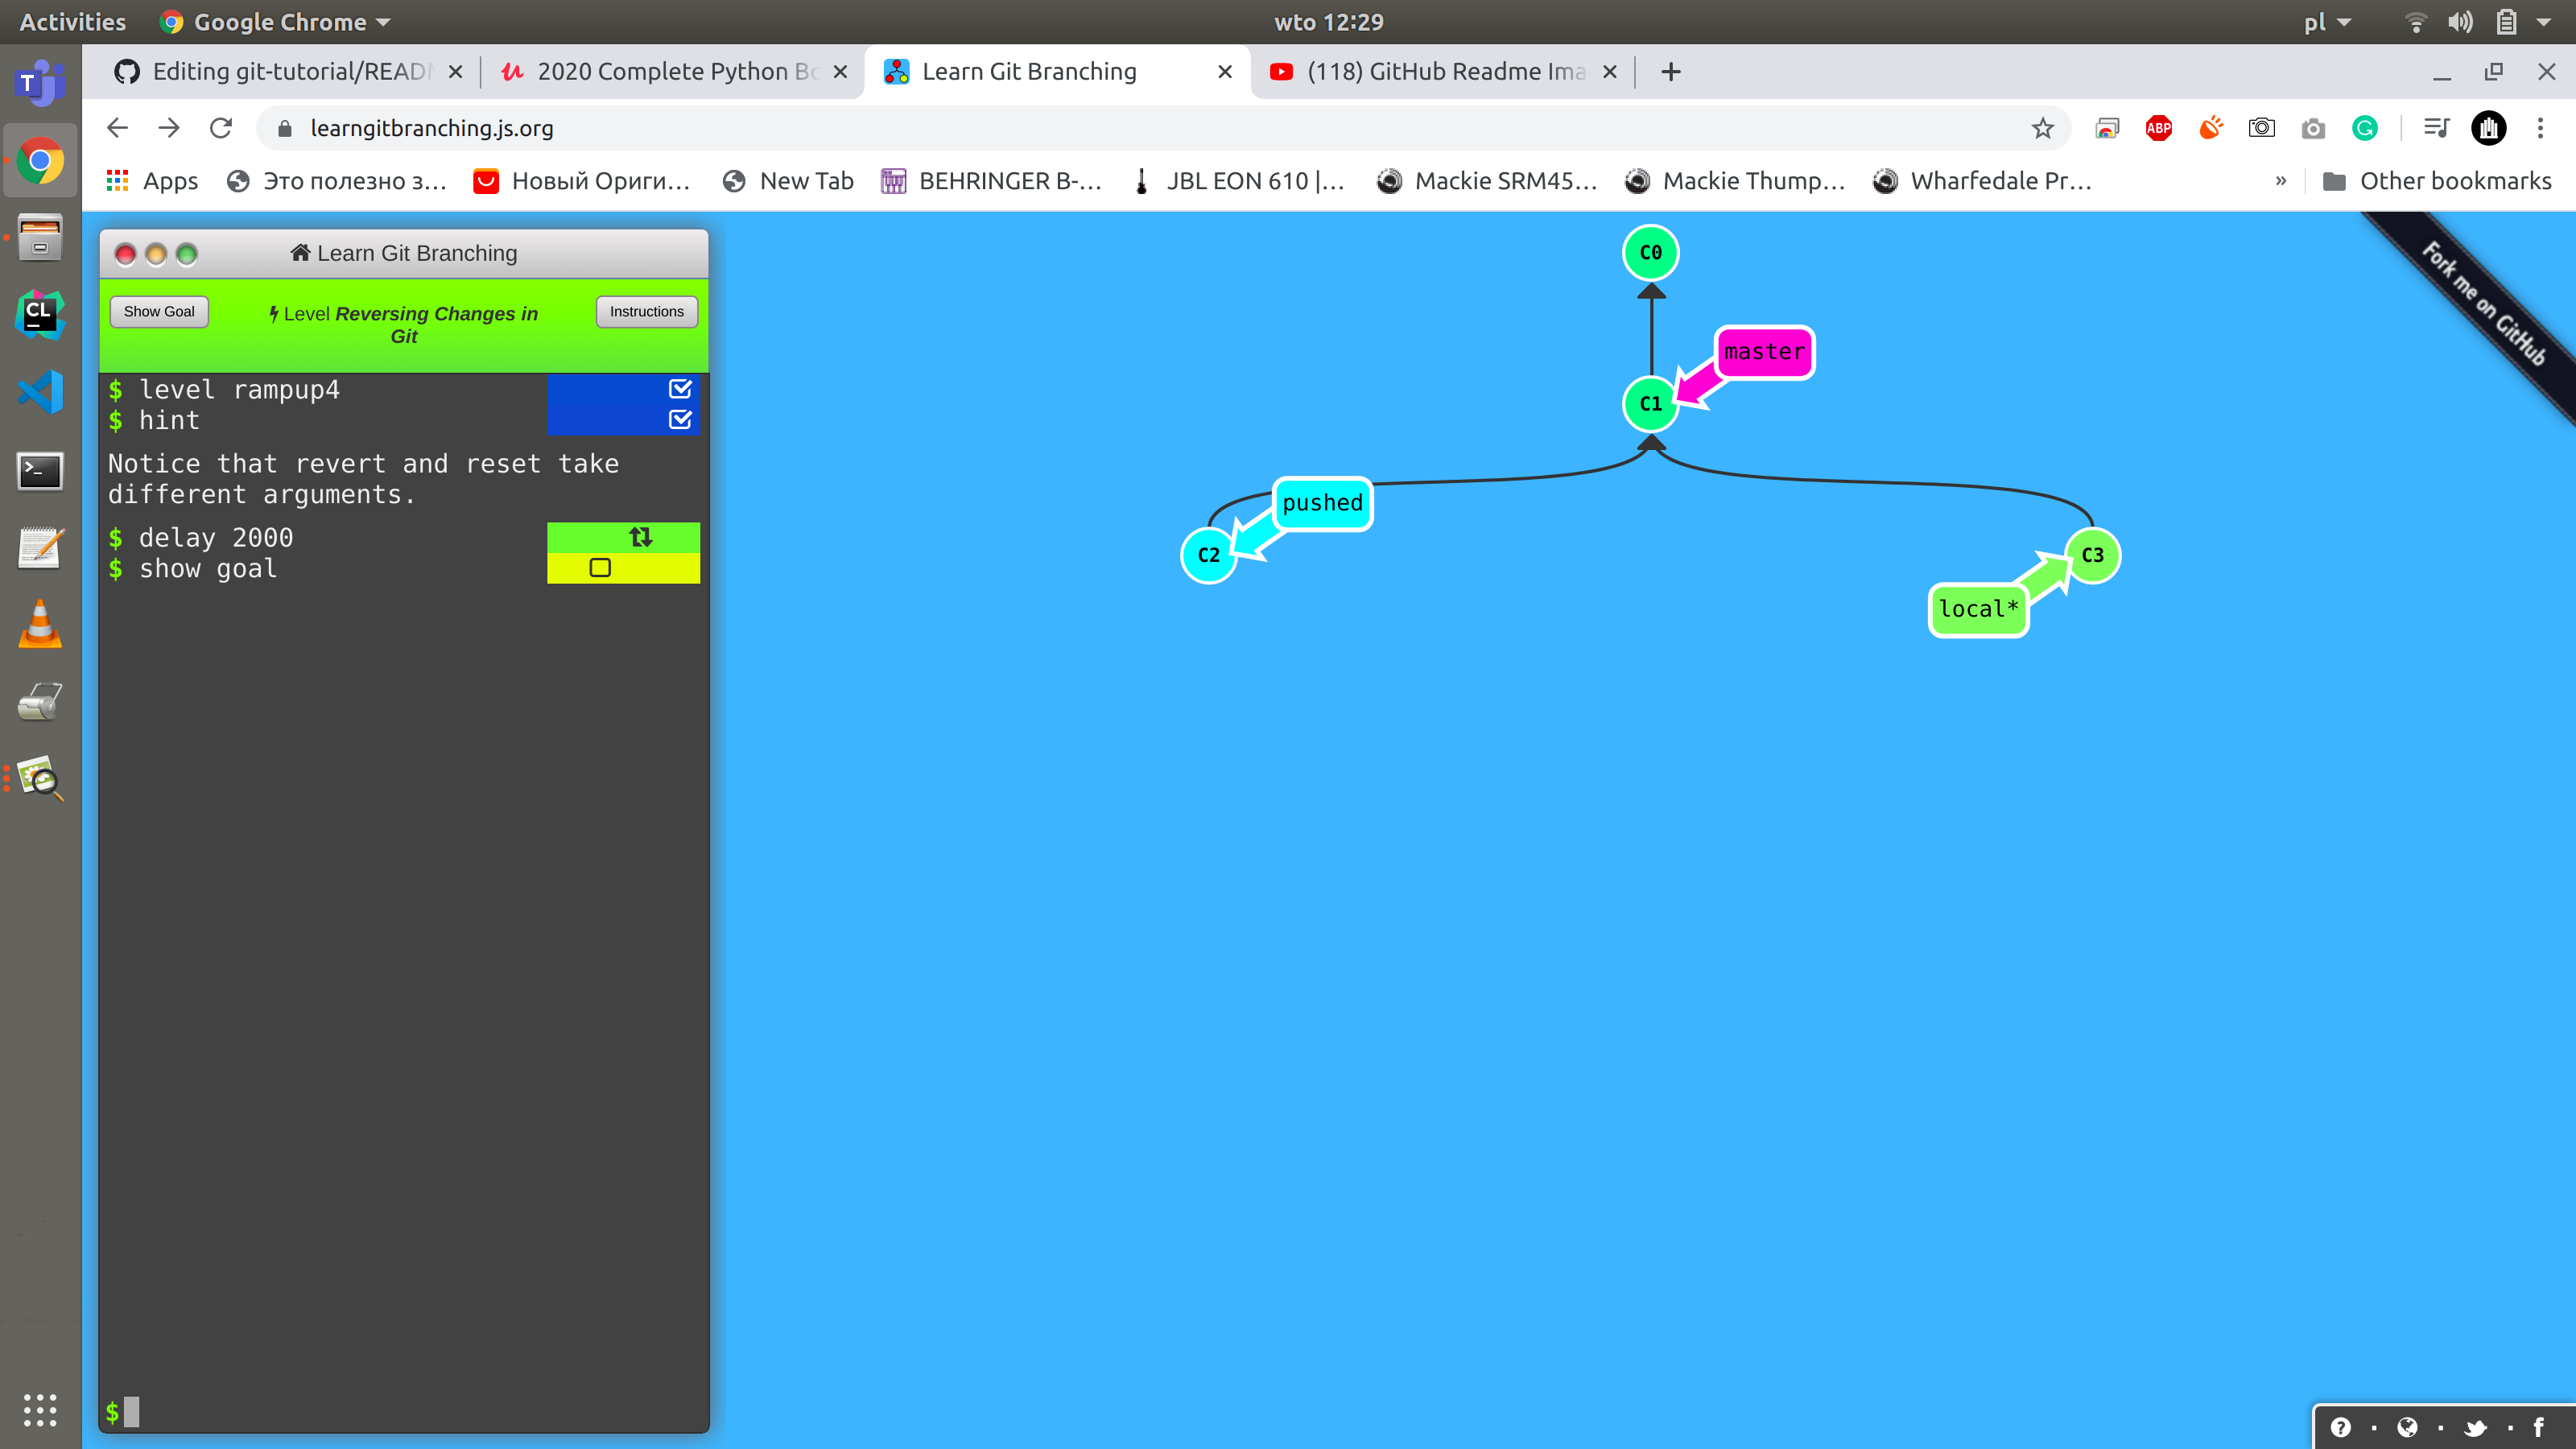 Activities Google Chrome wto 12:29 pl
Editing git-tutorial/READ 2020 Complete Python Bo Learn Git Branching (118) GitHub Readme Ima
learngitbranching.js.org ABP
Apps Это полезно з… Новый Ориги… New Tab BEHRINGER B-… JBL EON 610 |… Mackie SRM45… Mackie Thump… Wharfedale Pr… » Other bookmarks
Learn Git Branching
Show Goal Level Reversing Changes in Git Instructions
$ level rampup4
$ hint
Notice that revert and reset take
different arguments.
$ delay 2000
$ show goal
$
C0
master
C1
pushed
C2
C3
local*
Fork me on GitHub
T
CL
>_